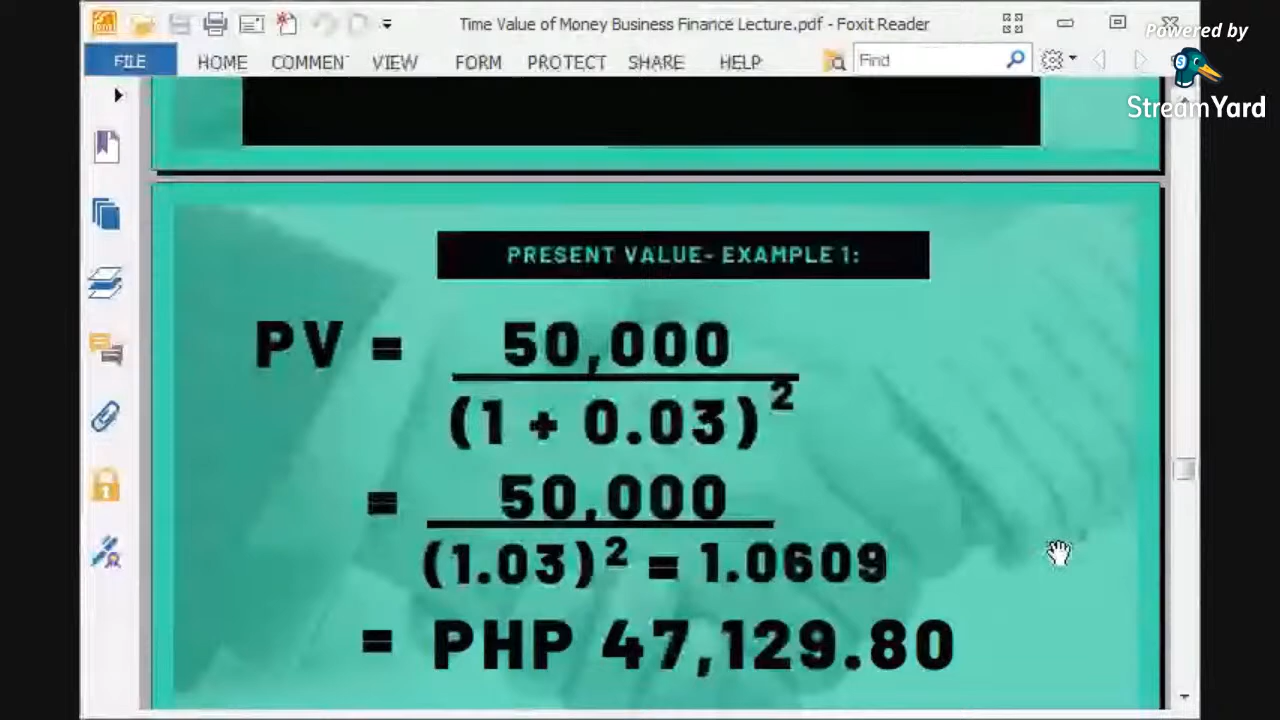 Time Value of Money Business Finance Lecture.pdf - Foxit Reader
Powered by
StreamYard
FILE HOME COMMEN VIEW FORM PROTECT SHARE HELP Find
PRESENT VALUE- EXAMPLE 1:
PV = 50,000
(1 + 0.03)²
= 50,000
(1.03)² = 1.0609
= PHP 47,129.80